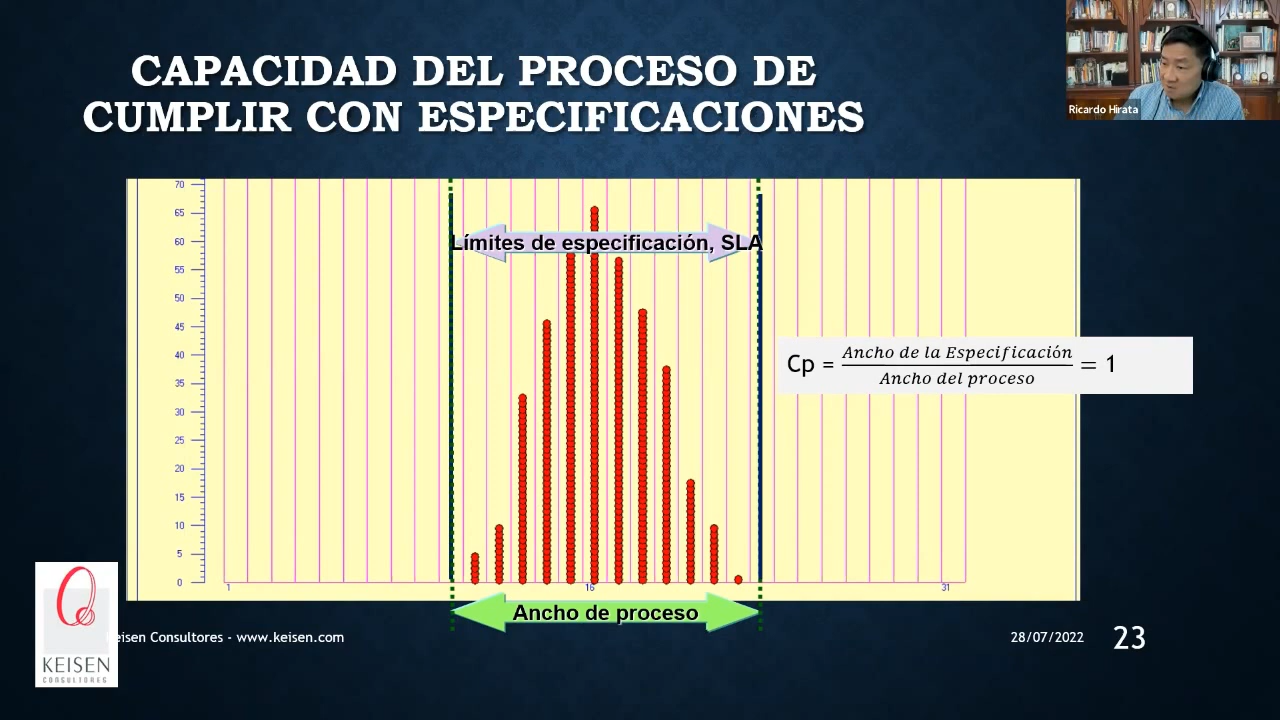 CAPACIDAD DEL PROCESO DE
CUMPLIR CON ESPECIFICACIONES
Ricardo Hirata
70
65
60
55
50
45
40
35
30
25
20
15
10
5
0
Límites de especificación, SLA
Cp = Ancho de la Especificación / Ancho del proceso = 1
1
16
31
Ancho de proceso
Keisen Consultores - www.keisen.com
28/07/2022
23
KEISEN
CONSULTORES